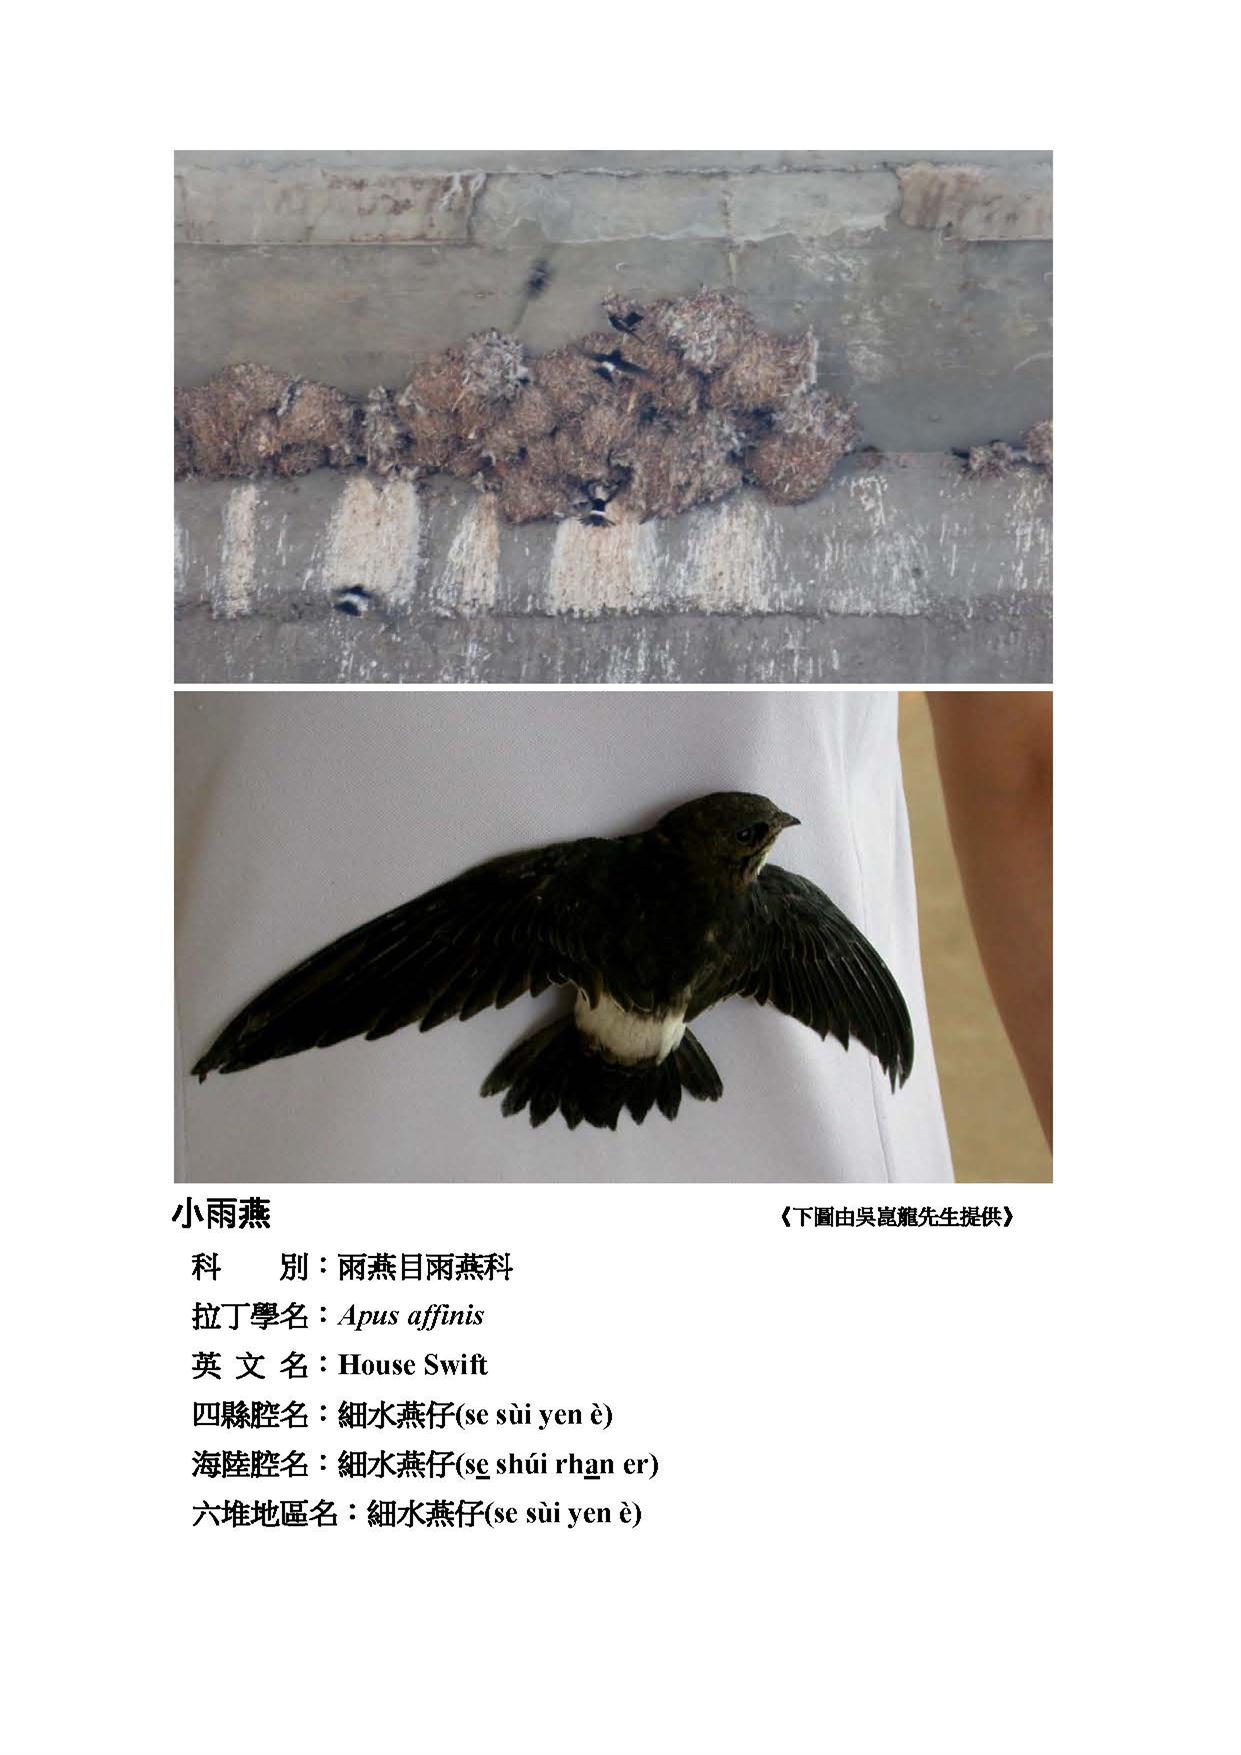 小雨燕 《下圖由吳崑龍先生提供》
科　　別：雨燕目雨燕科
拉丁學名：Apus affinis
英 文 名：House Swift
四縣腔名：細水燕仔(se sùi yen è)
海陸腔名：細水燕仔(se shúi rhan er)
六堆地區名：細水燕仔(se sùi yen è)